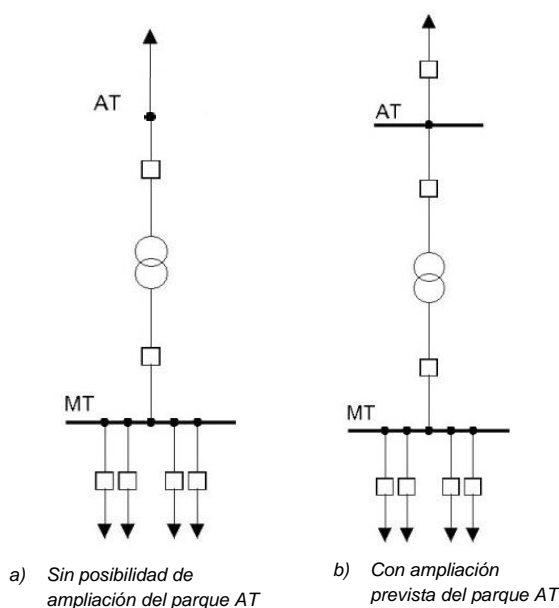 AT
AT
MT
MT
a) Sin posibilidad de
ampliación del parque AT
b) Con ampliación
prevista del parque AT